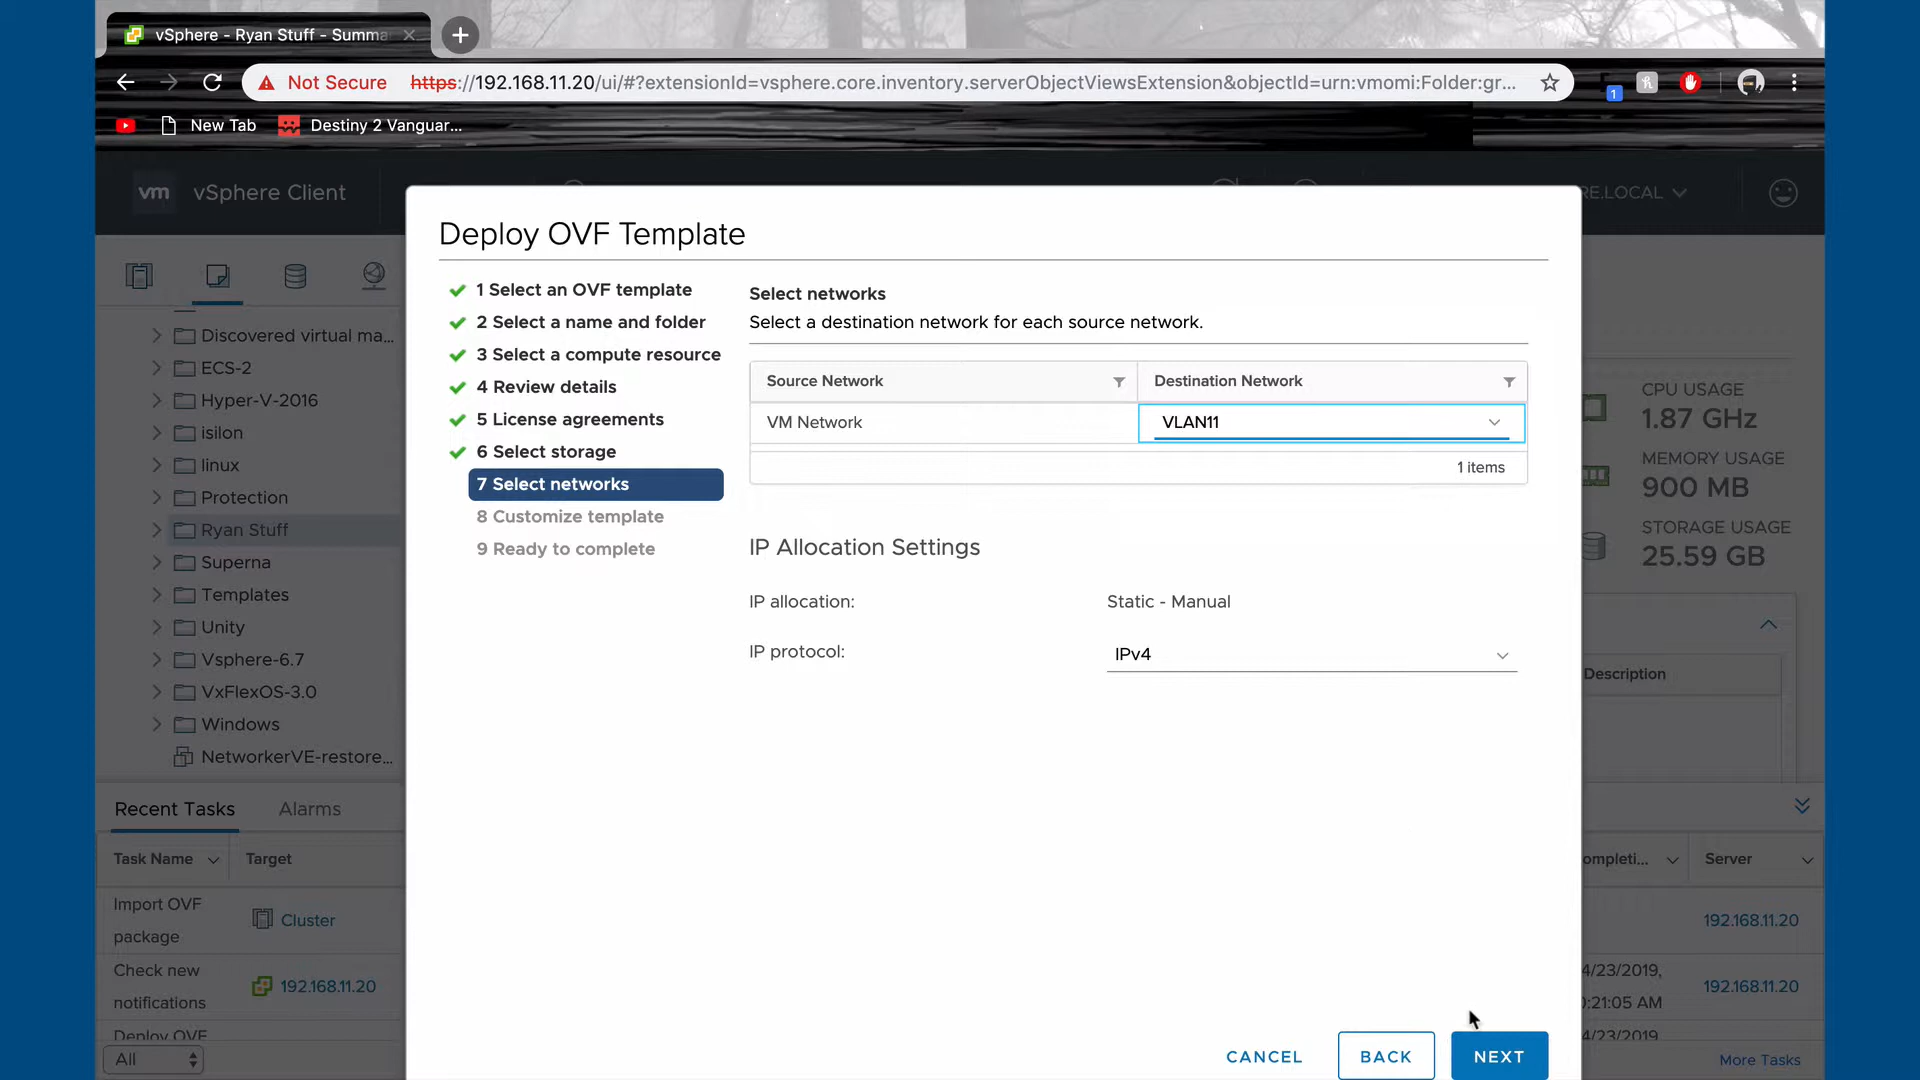 vSphere - Ryan Stuff - Summa
Not Secure https://192.168.11.20/ui/#?extensionId=vsphere.core.inventory.serverObjectViewsExtension&objectId=urn:vmomi:Folder:gr...
1
New Tab
Destiny 2 Vanguar...
vm vSphere Client
RE.LOCAL
Deploy OVF Template
1 Select an OVF template
2 Select a name and folder
3 Select a compute resource
4 Review details
5 License agreements
6 Select storage
7 Select networks
8 Customize template
9 Ready to complete
Select networks
Select a destination network for each source network.
Source Network
Destination Network
VM Network
VLAN11
1 items
IP Allocation Settings
IP allocation:
Static - Manual
IP protocol:
IPv4
CANCEL
BACK
NEXT
Discovered virtual ma...
ECS-2
Hyper-V-2016
isilon
linux
Protection
Ryan Stuff
Superna
Templates
Unity
Vsphere-6.7
VxFlexOS-3.0
Windows
NetworkerVE-restore...
CPU USAGE
1.87 GHz
MEMORY USAGE
900 MB
STORAGE USAGE
25.59 GB
Description
Recent Tasks
Alarms
Task Name
Target
ompleti...
Server
Import OVF
package
Cluster
192.168.11.20
Check new
notifications
192.168.11.20
4/23/2019,
0:21:05 AM
192.168.11.20
Deploy OVF
4/23/2019
All
More Tasks